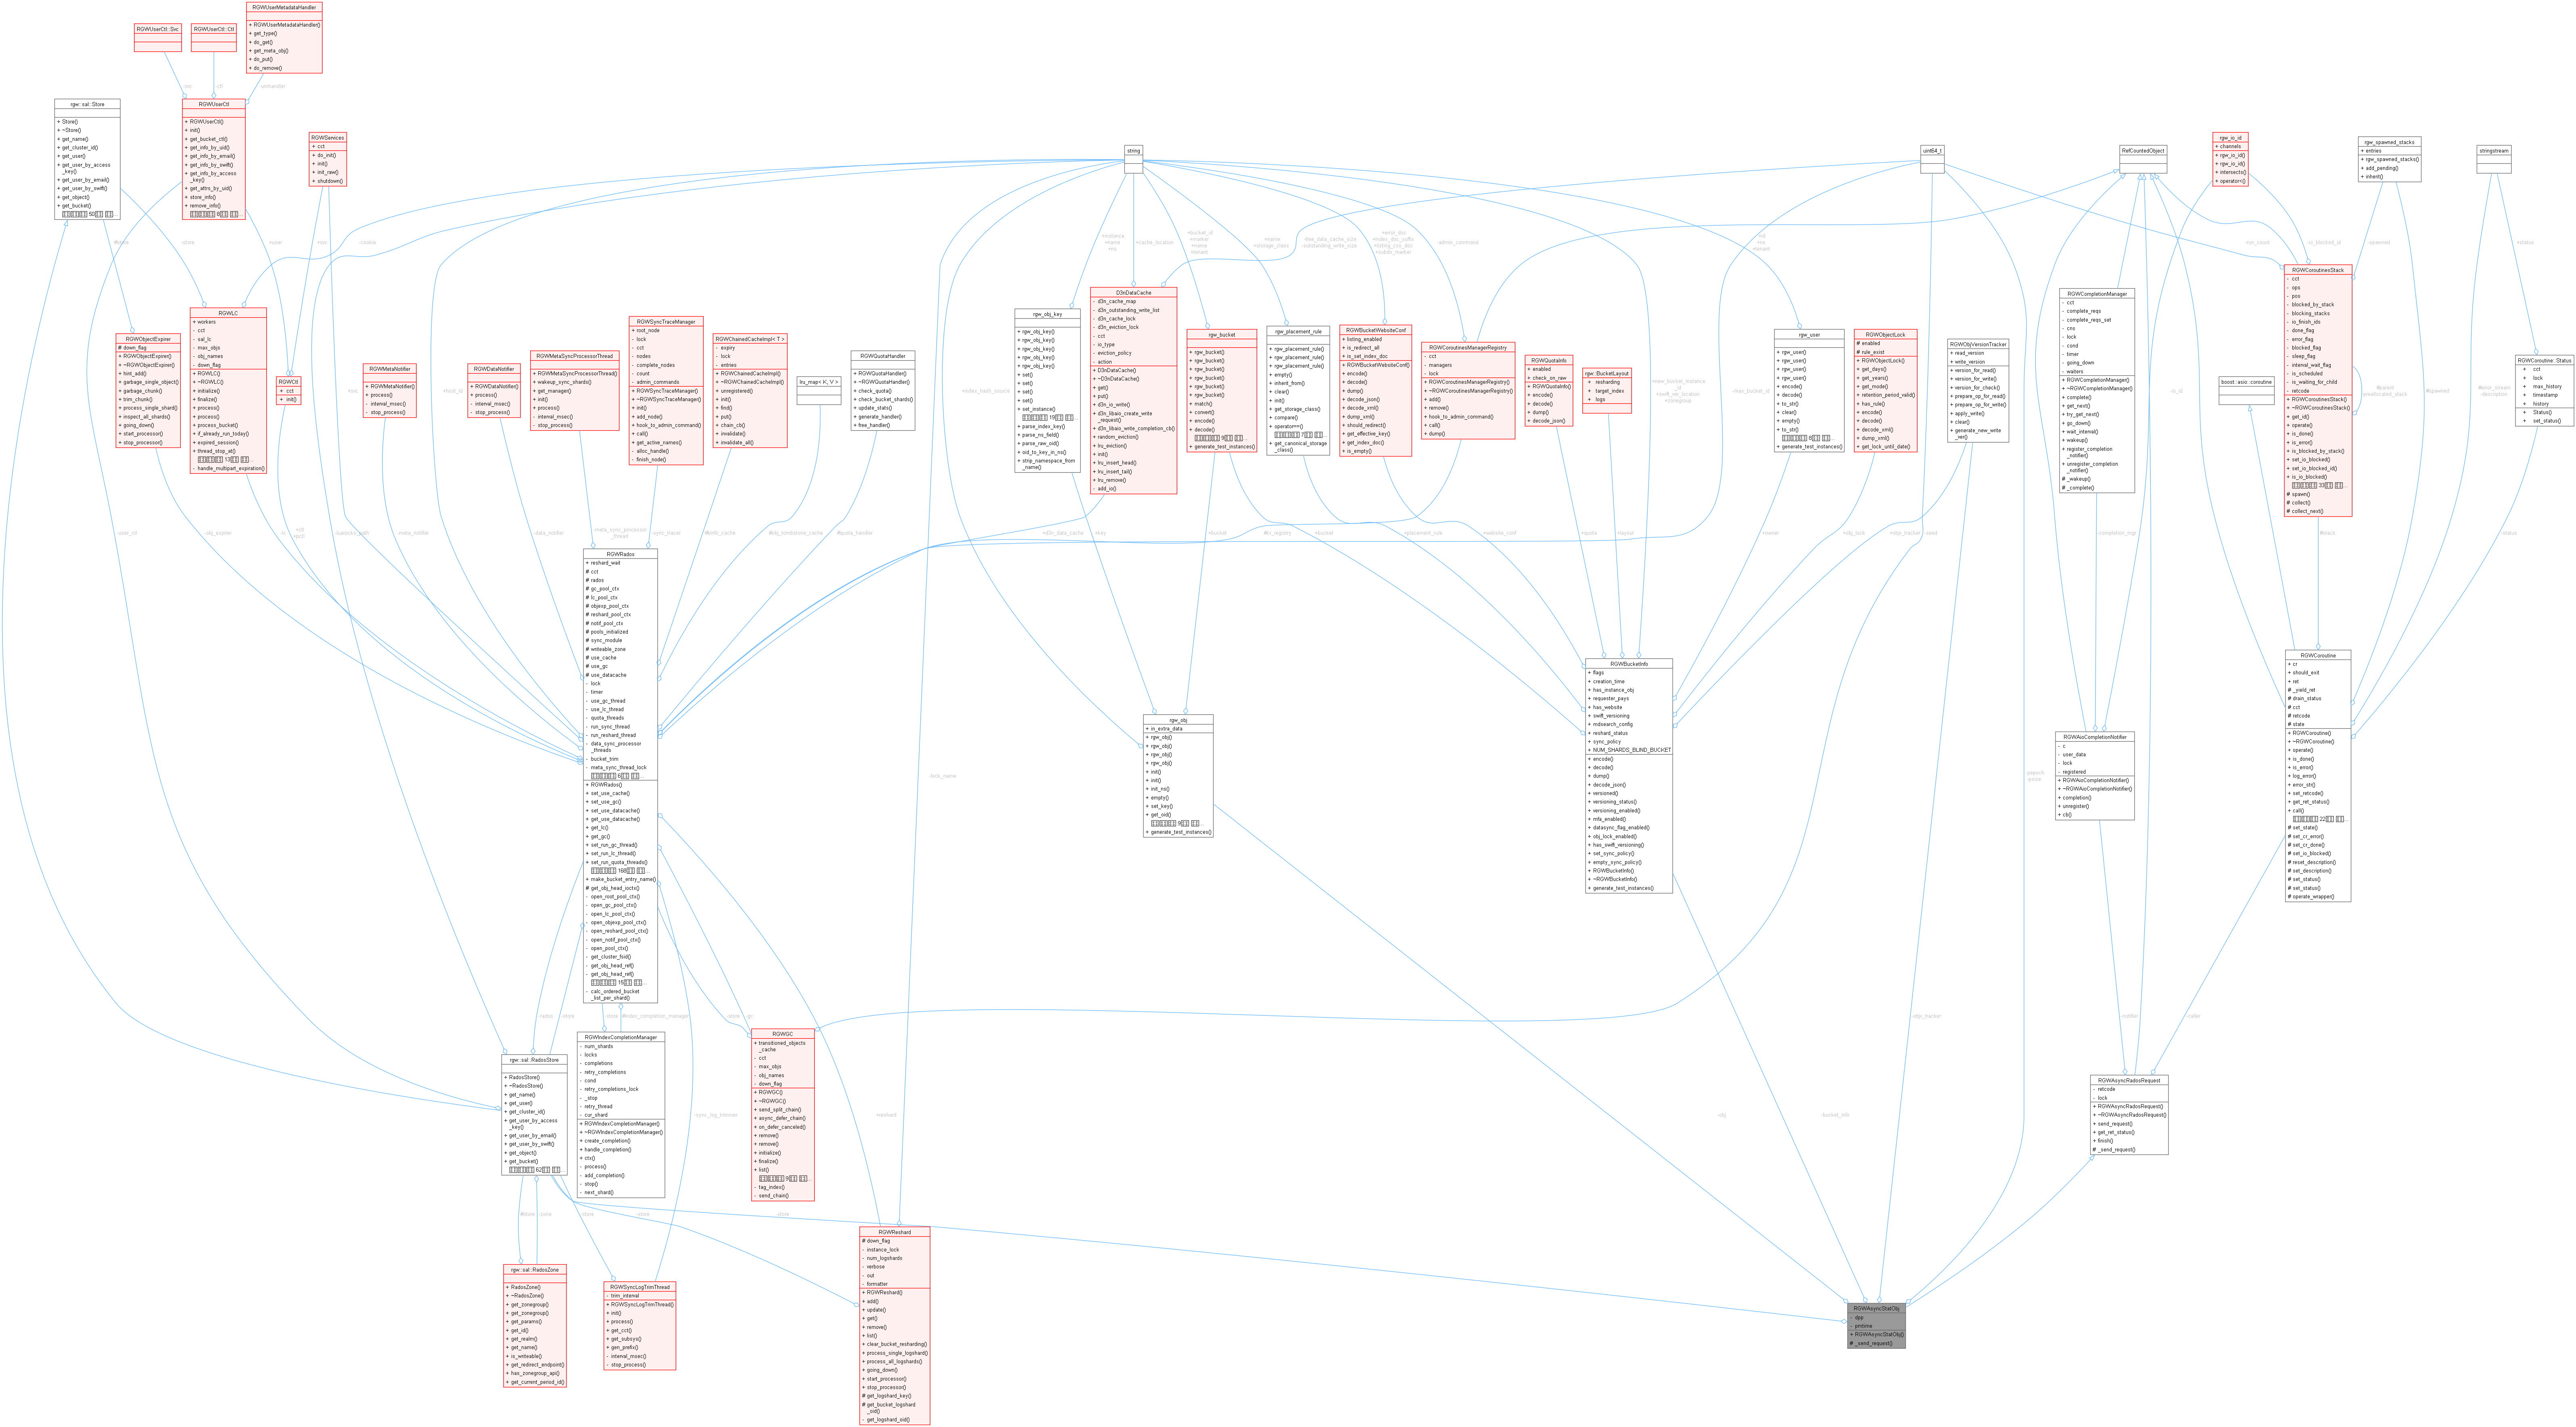 RGWUserMetadataHandler
+ RGWUserMetadataHandler()
+ get_type()
+ do_get()
+ get_meta_obj()
+ do_put()
+ do_remove()
RGWUserCtl::Svc
RGWUserCtl::Ctl
rgw::sal::Store
+ Store()
+ ~Store()
+ get_name()
+ get_cluster_id()
+ get_user()
+ get_user_by_access
_key()
+ get_user_by_email()
+ get_user_by_swift()
+ get_object()
+ get_bucket()
RGWUserCtl
+ RGWUserCtl()
+ init()
+ get_bucket_ctl()
+ get_info_by_uid()
+ get_info_by_email()
+ get_info_by_swift()
+ get_info_by_access
_key()
+ get_attrs_by_uid()
+ store_info()
+ remove_info()
RGWServices
+ cct
+ do_init()
+ init()
+ init_raw()
+ shutdown()
string
uint64_t
RefCountedObject
rgw_io_id
+ channels
+ rgw_io_id()
+ rgw_io_id()
+ intersects()
+ operator<()
rgw_spawned_stacks
+ entries
+ rgw_spawned_stacks()
+ add_pending()
+ inherit()
stringstream
RGWObjectExpirer
# down_flag
+ RGWObjectExpirer()
+ ~RGWObjectExpirer()
+ hint_add()
+ garbage_single_object()
+ garbage_chunk()
+ trim_chunk()
+ process_single_shard()
+ inspect_all_shards()
+ going_down()
+ start_processor()
+ stop_processor()
RGWLC
+ workers
- cct
- sal_lc
- max_objs
- obj_names
- down_flag
+ RGWLC()
+ ~RGWLC()
+ initialize()
+ finalize()
+ process()
+ process()
+ process_bucket()
+ if_already_run_today()
+ expired_session()
+ thread_stop_at()
- handle_multipart_expiration()
RGWCtl
+ cct
+ init()
RGWMetaNotifier
+ RGWMetaNotifier()
+ process()
- interval_msec()
- stop_process()
RGWDataNotifier
+ RGWDataNotifier()
+ process()
- interval_msec()
- stop_process()
RGWMetaSyncProcessorThread
+ RGWMetaSyncProcessorThread()
+ wakeup_sync_shards()
+ get_manager()
+ init()
+ process()
- interval_msec()
- stop_process()
RGWSyncTraceManager
+ root_node
- lock
- cct
- nodes
- complete_nodes
- count
- admin_commands
+ RGWSyncTraceManager()
+ ~RGWSyncTraceManager()
+ init()
+ add_node()
+ hook_to_admin_command()
+ call()
+ get_active_names()
- alloc_handle()
- finish_node()
RGWChainedCacheImpl< T >
- expiry
- lock
- entries
+ RGWChainedCacheImpl()
+ ~RGWChainedCacheImpl()
+ unregistered()
+ init()
+ find()
+ put()
+ chain_cb()
+ invalidate()
+ invalidate_all()
lru_map< K, V >
RGWQuotaHandler
+ RGWQuotaHandler()
+ ~RGWQuotaHandler()
+ check_quota()
+ check_bucket_shards()
+ update_stats()
+ generate_handler()
+ free_handler()
rgw_obj_key
+ rgw_obj_key()
+ rgw_obj_key()
+ rgw_obj_key()
+ rgw_obj_key()
+ rgw_obj_key()
+ set()
+ set()
+ set()
+ set()
+ set_instance()
+ parse_index_key()
+ parse_ns_field()
+ parse_raw_oid()
+ oid_to_key_in_ns()
+ strip_namespace_from
_name()
D3nDataCache
- d3n_cache_map
- d3n_outstanding_write_list
- d3n_cache_lock
- d3n_eviction_lock
- cct
- io_type
- eviction_policy
- action
+ D3nDataCache()
+ ~D3nDataCache()
+ get()
+ put()
+ d3n_io_write()
+ d3n_libaio_create_write
_request()
+ d3n_libaio_write_completion_cb()
+ random_eviction()
+ lru_eviction()
+ init()
+ lru_insert_head()
+ lru_insert_tail()
+ lru_remove()
- add_io()
rgw_bucket
+ rgw_bucket()
+ rgw_bucket()
+ rgw_bucket()
+ rgw_bucket()
+ rgw_bucket()
+ rgw_bucket()
+ match()
+ convert()
+ encode()
+ decode()
+ generate_test_instances()
rgw_placement_rule
+ rgw_placement_rule()
+ rgw_placement_rule()
+ rgw_placement_rule()
+ empty()
+ inherit_from()
+ clear()
+ init()
+ get_storage_class()
+ compare()
+ operator==()
+ get_canonical_storage
_class()
RGWBucketWebsiteConf
+ listing_enabled
+ is_redirect_all
+ is_set_index_doc
+ RGWBucketWebsiteConf()
+ encode()
+ decode()
+ dump()
+ decode_json()
+ decode_xml()
+ dump_xml()
+ should_redirect()
+ get_effective_key()
+ get_index_doc()
+ is_empty()
RGWCoroutinesManagerRegistry
- cct
- managers
- lock
+ RGWCoroutinesManagerRegistry()
+ ~RGWCoroutinesManagerRegistry()
+ add()
+ remove()
+ hook_to_admin_command()
+ call()
+ dump()
RGWQuotaInfo
+ enabled
+ check_on_raw
+ RGWQuotaInfo()
+ encode()
+ decode()
+ dump()
+ decode_json()
rgw::BucketLayout
+ resharding
+ target_index
+ logs
rgw_user
+ rgw_user()
+ rgw_user()
+ rgw_user()
+ rgw_user()
+ encode()
+ decode()
+ to_str()
+ clear()
+ empty()
+ to_str()
+ generate_test_instances()
RGWObjectLock
# enabled
# rule_exist
+ RGWObjectLock()
+ get_days()
+ get_years()
+ get_mode()
+ retention_period_valid()
+ has_rule()
+ encode()
+ decode()
+ decode_xml()
+ dump_xml()
+ get_lock_until_date()
RGWObjVersionTracker
+ read_version
+ write_version
+ version_for_read()
+ version_for_write()
+ version_for_check()
+ prepare_op_for_read()
+ prepare_op_for_write()
+ apply_write()
+ clear()
+ generate_new_write
_ver()
RGWCompletionManager
- cct
- complete_reqs
- complete_reqs_set
- cns
- lock
- cond
- timer
- going_down
- waiters
+ RGWCompletionManager()
+ ~RGWCompletionManager()
+ complete()
+ get_next()
+ try_get_next()
+ go_down()
+ wait_interval()
+ wakeup()
+ register_completion
_notifier()
+ unregister_completion
_notifier()
# _wakeup()
# _complete()
boost::asio::coroutine
RGWCoroutinesStack
- cct
- ops
- pos
- blocked_by_stack
- blocking_stacks
- io_finish_ids
- done_flag
- error_flag
- blocked_flag
- sleep_flag
- interval_wait_flag
- is_scheduled
- is_waiting_for_child
- retcode
+ RGWCoroutinesStack()
+ ~RGWCoroutinesStack()
+ get_id()
+ operate()
+ is_done()
+ is_error()
+ is_blocked_by_stack()
+ set_io_blocked()
+ set_io_blocked_id()
+ is_io_blocked()
# spawn()
# collect()
# collect_next()
RGWCoroutine::Status
+ cct
+ lock
+ max_history
+ timestamp
+ history
+ Status()
+ set_status()
RGWRados
+ reshard_wait
# cct
# rados
# gc_pool_ctx
# lc_pool_ctx
# objexp_pool_ctx
# reshard_pool_ctx
# notif_pool_ctx
# pools_initialized
# sync_module
# writeable_zone
# use_cache
# use_gc
# use_datacache
- lock
- timer
- use_gc_thread
- use_lc_thread
- quota_threads
- run_sync_thread
- run_reshard_thread
- data_sync_processor
_threads
- bucket_trim
- meta_sync_thread_lock
+ RGWRados()
+ set_use_cache()
+ set_use_gc()
+ set_use_datacache()
+ get_use_datacache()
+ get_lc()
+ get_gc()
+ set_run_gc_thread()
+ set_run_lc_thread()
+ set_run_quota_threads()
+ make_bucket_entry_name()
# get_obj_head_ioctx()
- open_root_pool_ctx()
- open_gc_pool_ctx()
- open_lc_pool_ctx()
- open_objexp_pool_ctx()
- open_reshard_pool_ctx()
- open_notif_pool_ctx()
- open_pool_ctx()
- get_cluster_fsid()
- get_obj_head_ref()
- get_obj_head_ref()
- calc_ordered_bucket
_list_per_shard()
rgw_obj
+ in_extra_data
+ rgw_obj()
+ rgw_obj()
+ rgw_obj()
+ rgw_obj()
+ init()
+ init()
+ init_ns()
+ empty()
+ set_key()
+ get_oid()
+ generate_test_instances()
RGWBucketInfo
+ flags
+ creation_time
+ has_instance_obj
+ requester_pays
+ has_website
+ swift_versioning
+ mdsearch_config
+ reshard_status
+ sync_policy
+ NUM_SHARDS_BLIND_BUCKET
+ encode()
+ decode()
+ dump()
+ decode_json()
+ versioned()
+ versioning_status()
+ versioning_enabled()
+ mfa_enabled()
+ datasync_flag_enabled()
+ obj_lock_enabled()
+ has_swift_versioning()
+ set_sync_policy()
+ empty_sync_policy()
+ RGWBucketInfo()
+ ~RGWBucketInfo()
+ generate_test_instances()
RGWAioCompletionNotifier
- c
- user_data
- lock
- registered
+ RGWAioCompletionNotifier()
+ ~RGWAioCompletionNotifier()
+ completion()
+ unregister()
+ cb()
RGWCoroutine
+ cr
+ should_exit
+ ret
# _yield_ret
# drain_status
# cct
# retcode
# state
+ RGWCoroutine()
+ ~RGWCoroutine()
+ operate()
+ is_done()
+ is_error()
+ log_error()
+ error_str()
+ set_retcode()
+ get_ret_status()
+ call()
# set_state()
# set_cr_error()
# set_cr_done()
# set_io_blocked()
# reset_description()
# set_description()
# set_status()
# set_status()
# operate_wrapper()
rgw::sal::RadosStore
+ RadosStore()
+ ~RadosStore()
+ get_name()
+ get_user()
+ get_cluster_id()
+ get_user_by_access
_key()
+ get_user_by_email()
+ get_user_by_swift()
+ get_object()
+ get_bucket()
RGWIndexCompletionManager
- num_shards
- locks
- completions
- retry_completions
- cond
- retry_completions_lock
- _stop
- retry_thread
- cur_shard
+ RGWIndexCompletionManager()
+ ~RGWIndexCompletionManager()
+ create_completion()
+ handle_completion()
+ ctx()
- process()
- add_completion()
- stop()
- next_shard()
RGWGC
+ transitioned_objects
_cache
- cct
- max_objs
- obj_names
- down_flag
+ RGWGC()
+ ~RGWGC()
+ send_split_chain()
+ async_defer_chain()
+ on_defer_canceled()
+ remove()
+ remove()
+ initialize()
+ finalize()
+ list()
- tag_index()
- send_chain()
RGWAsyncRadosRequest
- retcode
- lock
+ RGWAsyncRadosRequest()
+ ~RGWAsyncRadosRequest()
+ send_request()
+ get_ret_status()
+ finish()
# _send_request()
rgw::sal::RadosZone
+ RadosZone()
+ ~RadosZone()
+ get_zonegroup()
+ get_zonegroup()
+ get_params()
+ get_id()
+ get_realm()
+ get_name()
+ is_writeable()
+ get_redirect_endpoint()
+ has_zonegroup_api()
+ get_current_period_id()
RGWSyncLogTrimThread
- trim_interval
+ RGWSyncLogTrimThread()
+ init()
+ process()
+ get_cct()
+ get_subsys()
+ gen_prefix()
- interval_msec()
- stop_process()
RGWReshard
# down_flag
- instance_lock
- num_logshards
- verbose
- out
- formatter
+ RGWReshard()
+ add()
+ update()
+ get()
+ remove()
+ list()
+ clear_bucket_resharding()
+ process_single_logshard()
+ process_all_logshards()
+ going_down()
+ start_processor()
+ stop_processor()
# get_logshard_key()
# get_bucket_logshard
_oid()
- get_logshard_oid()
RGWAsyncStatObj
- dpp
- pmtime
+ RGWAsyncStatObj()
# _send_request()